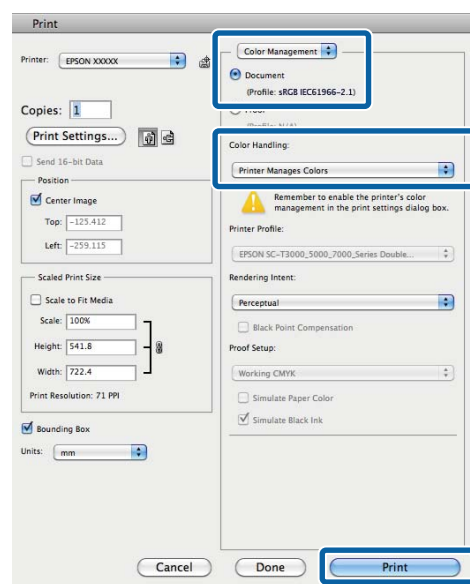 Print
Printer: EPSON XXXXX
Copies: 1
Print Settings...
Send 16-bit Data
Position
Center Image
Top: -125.412
Left: -259.115
Scaled Print Size
Scale to Fit Media
Scale: 100%
Height: 541.8
Width: 722.4
Print Resolution: 71 PPI
Bounding Box
Units: mm
Color Management
Document
(Profile: sRGB IEC61966-2.1)
Color Handling:
Printer Manages Colors
Remember to enable the printer's color
management in the print settings dialog box.
Printer Profile:
EPSON SC-T3000_5000_7000_Series Double...
Rendering Intent:
Perceptual
Black Point Compensation
Proof Setup:
Working CMYK
Simulate Paper Color
Simulate Black Ink
Cancel
Done
Print